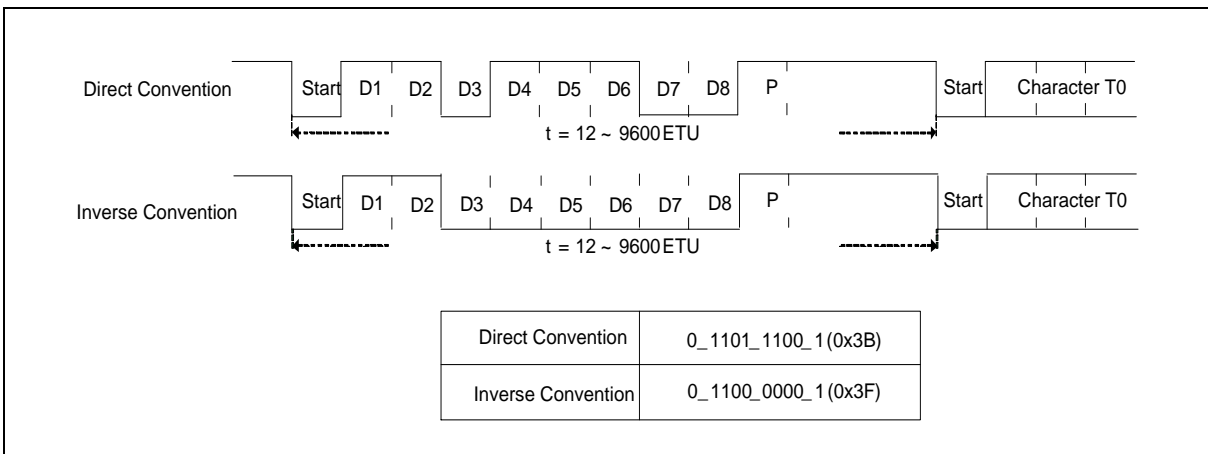 Direct Convention Start D1 D2 D3 D4 D5 D6 D7 D8 P Start Character T0
t = 12 ~ 9600 ETU
Inverse Convention Start D1 D2 D3 D4 D5 D6 D7 D8 P Start Character T0
t = 12 ~ 9600 ETU
Direct Convention 0_1101_1100_1 (0x3B)
Inverse Convention 0_1100_0000_1 (0x3F)